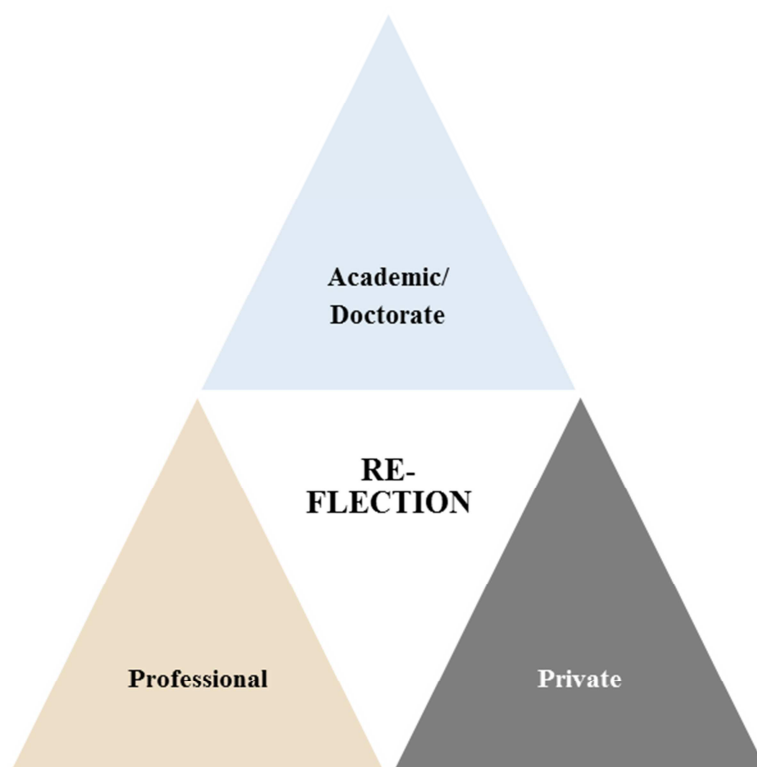 Academic/
Doctorate
RE-
FLECTION
Professional
Private